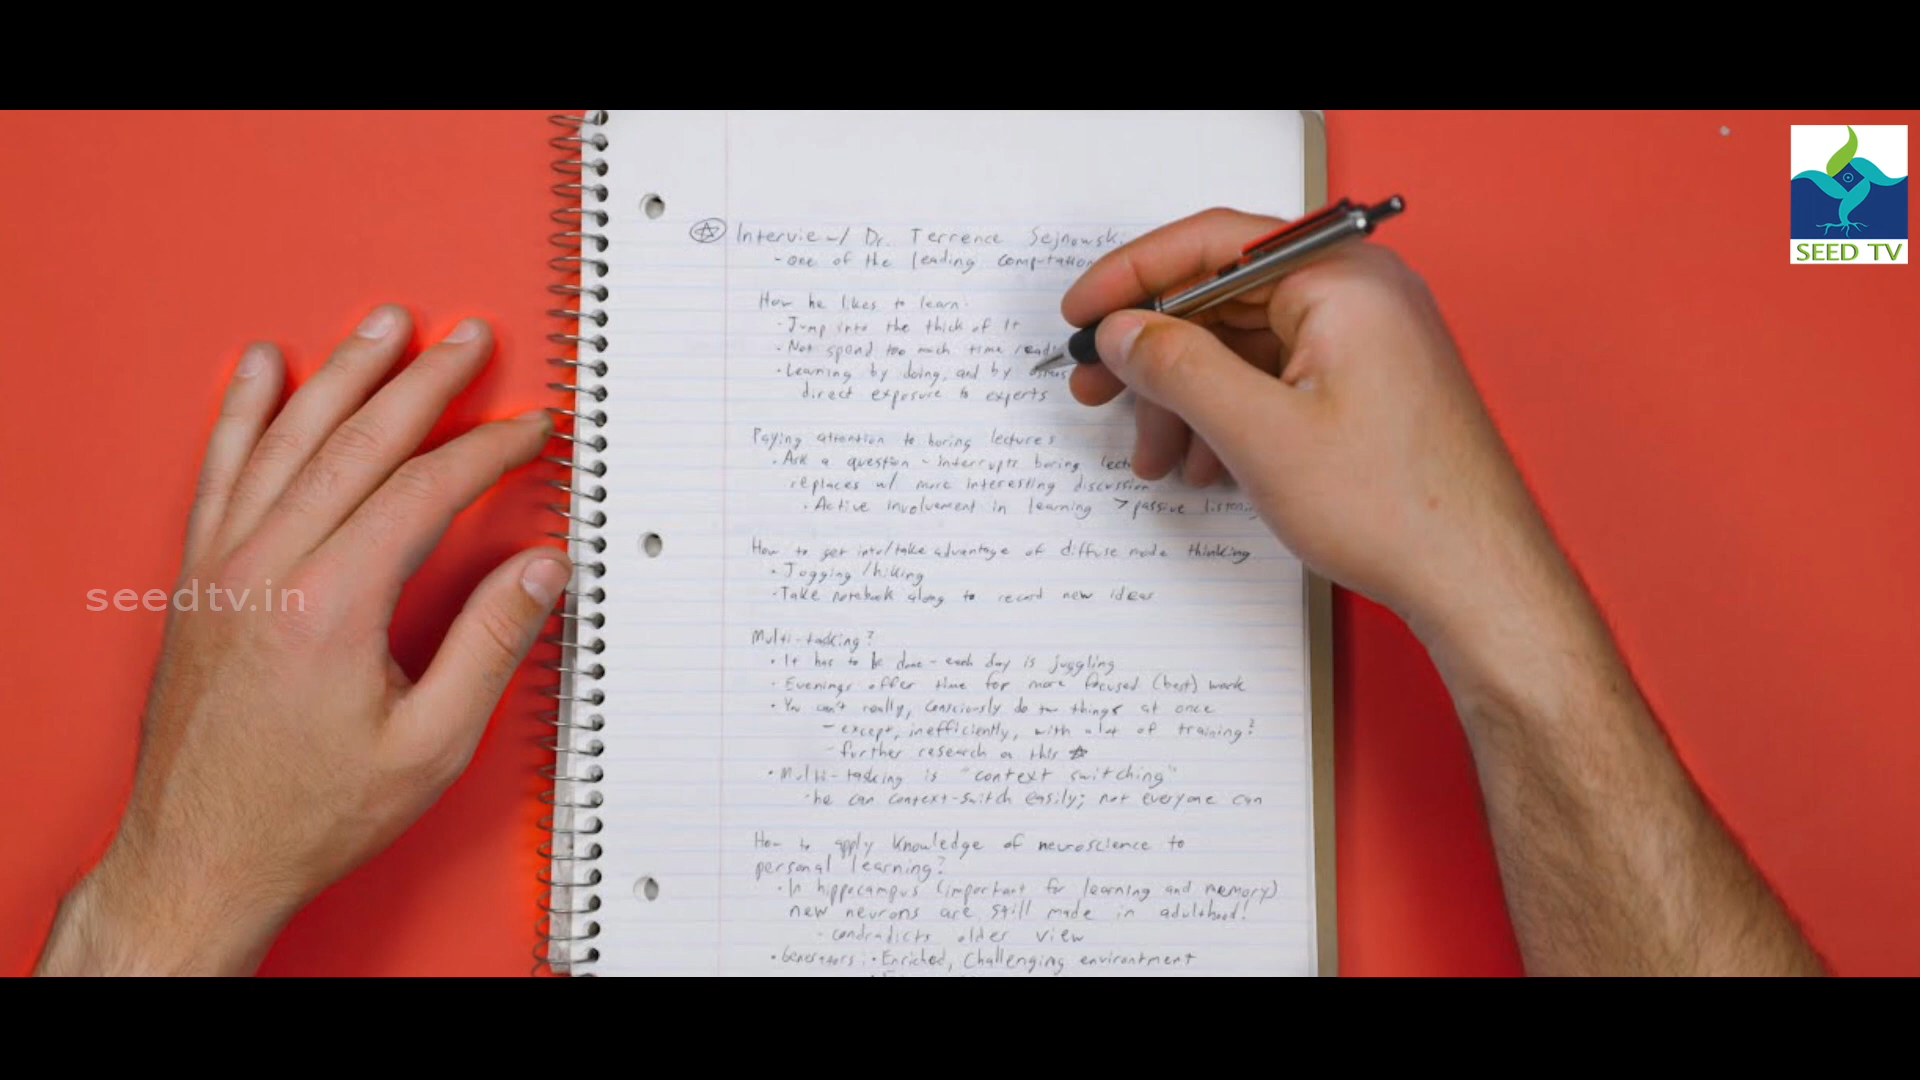 Interview/ Dr. Terrence Sejnowski
- one of the leading computation
How he likes to learn.
· Jump into the thick of it
· Not spend too much time read
· Learning by doing, and by
direct exposure to experts
Paying attention to boring lectures
· Ask a question - interrupts boring lect
replaces w/ more interesting discussion
· Active involvement in learning > passive listening
How to get into/take advantage of diffuse mode thinking
· Jogging/hiking
· Take notebook along to record new ideas
Multi-tasking?
· It has to be done - each day is juggling
· Evenings offer time for more focused (best) work
· You can't really, consciously do two things at once
- except, inefficiently, with a lot of training?
- further research on this ☆
· Multi-tasking is "context switching"
· he can context-switch easily; not everyone can
How to apply knowledge of neuroscience to
personal learning?
· In hippocampus (important for learning and memory)
new neurons are still made in adulthood!
- contradicts older view
· Generators: · Enriched, challenging environment
SEED TV
seedtv.in